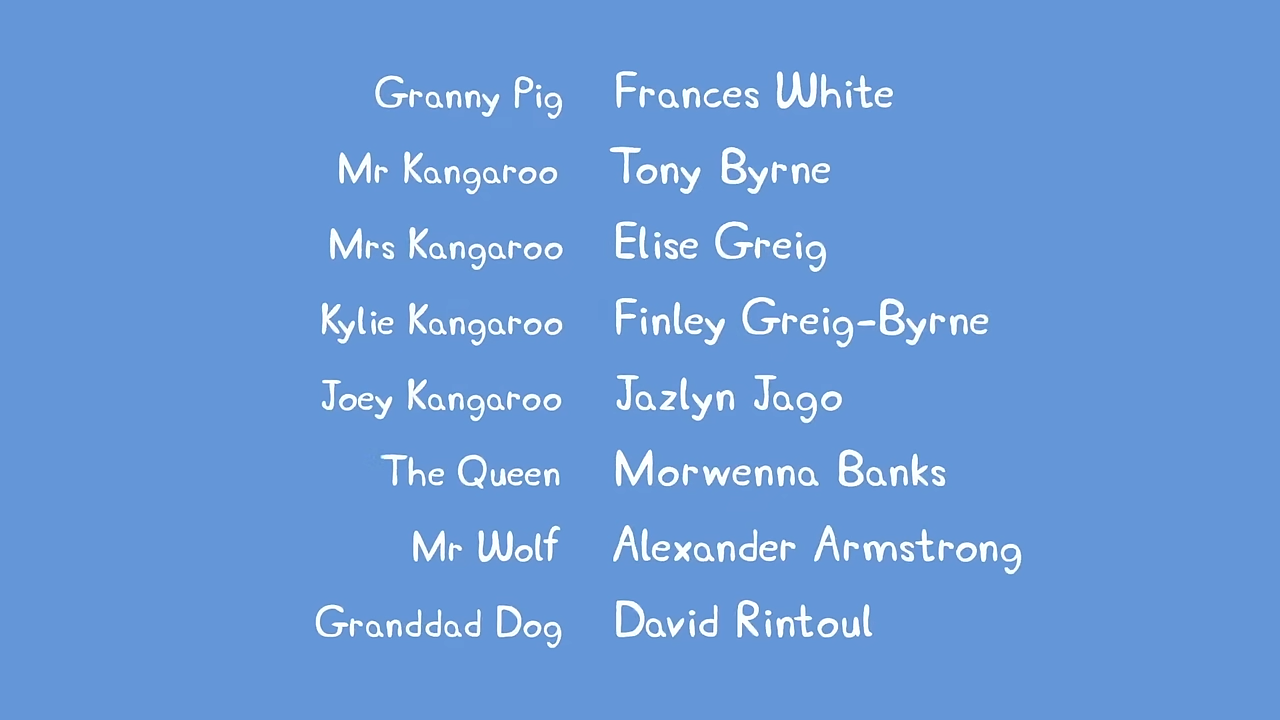 Granny Pig Frances White
Mr Kangaroo Tony Byrne
Mrs Kangaroo Elise Greig
Kylie Kangaroo Finley Greig-Byrne
Joey Kangaroo Jazlyn Jago
The Queen Morwenna Banks
Mr Wolf Alexander Armstrong
Granddad Dog David Rintoul